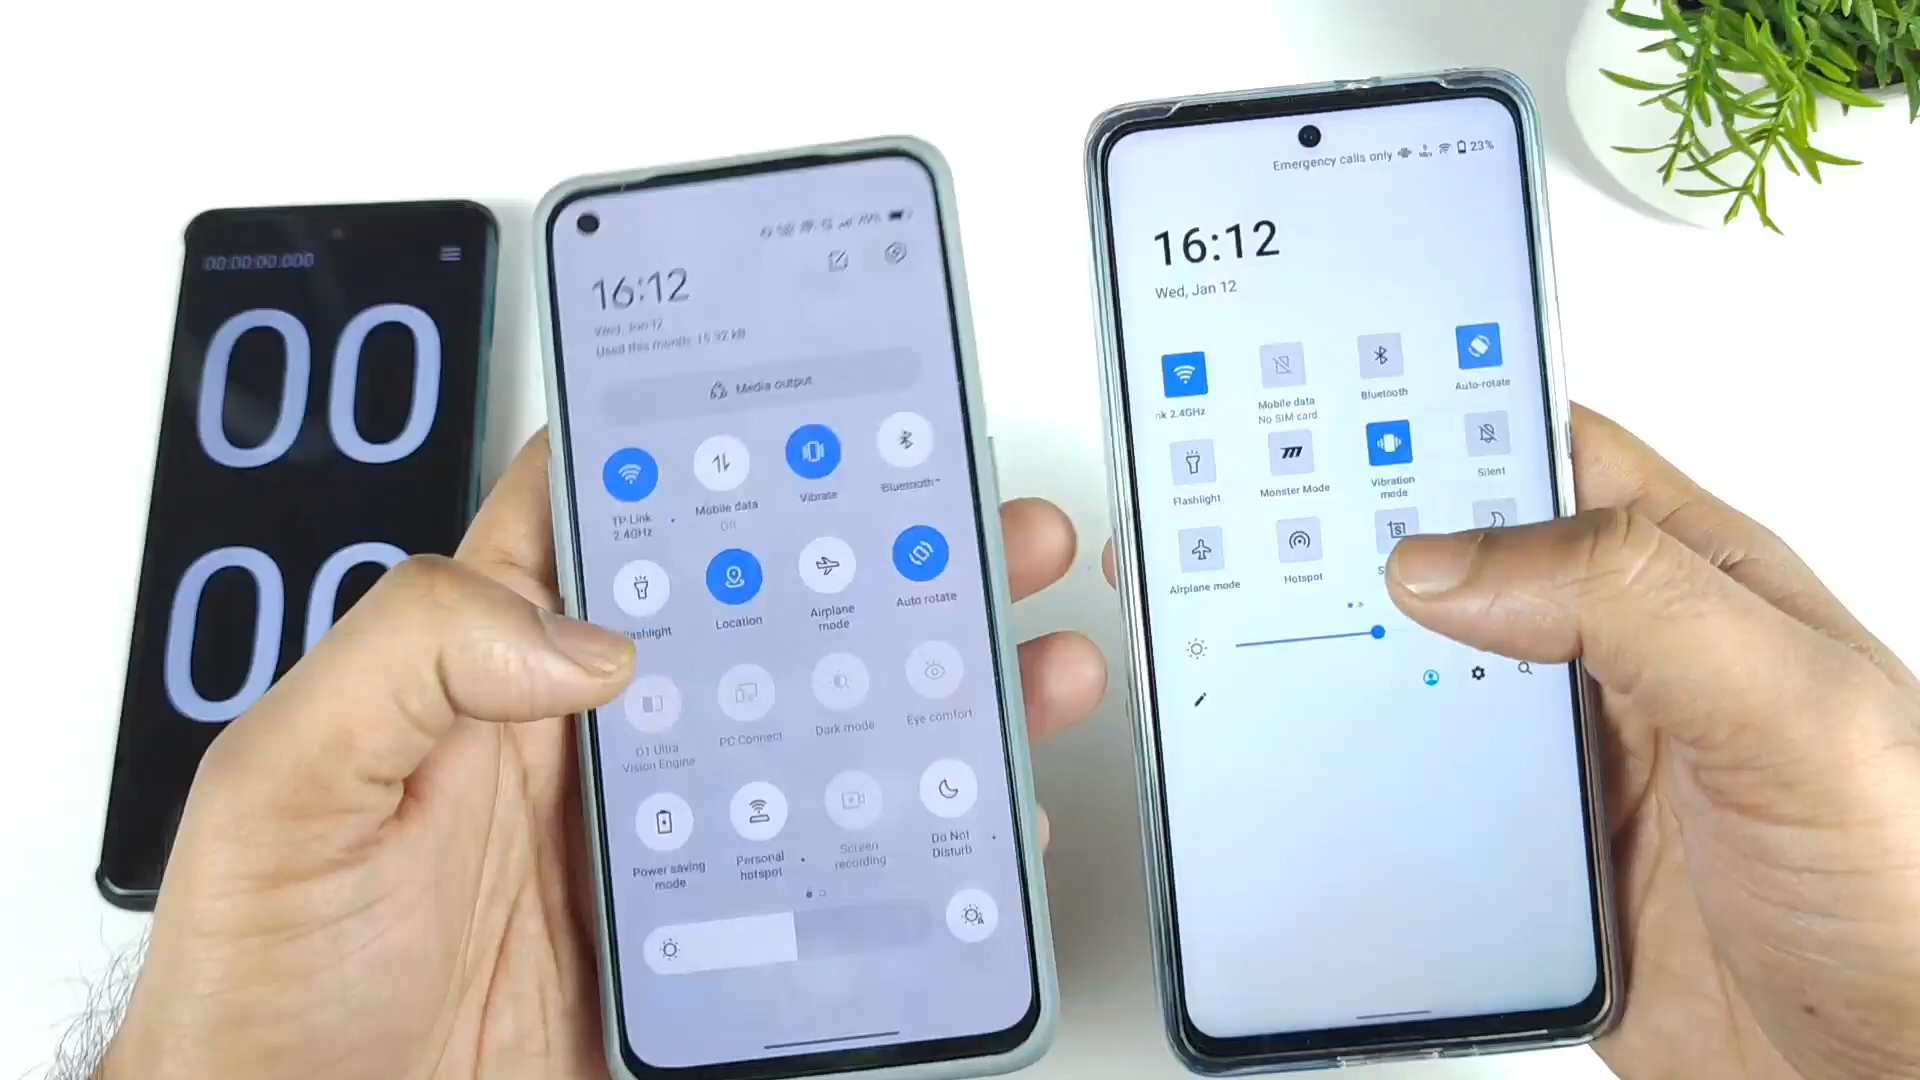 00:00:00.000
00
00
16:12
Wed, Jan 12
Used this month: 15.32 kB
Media output
TP-Link
2.4GHz
Mobile data
Off
Vibrate
Bluetooth
ashlight
Location
Airplane
mode
Auto rotate
O1 Ultra
Vision Engine
PC Connect
Dark mode
Eye comfort
Power saving
mode
Personal
hotspot
Screen
recording
Do Not
Disturb
Emergency calls only
23%
16:12
Wed, Jan 12
nk 2.4GHz
Mobile data
No SIM card
Bluetooth
Auto-rotate
Flashlight
Monster Mode
Vibration
mode
Silent
Airplane mode
Hotspot
S